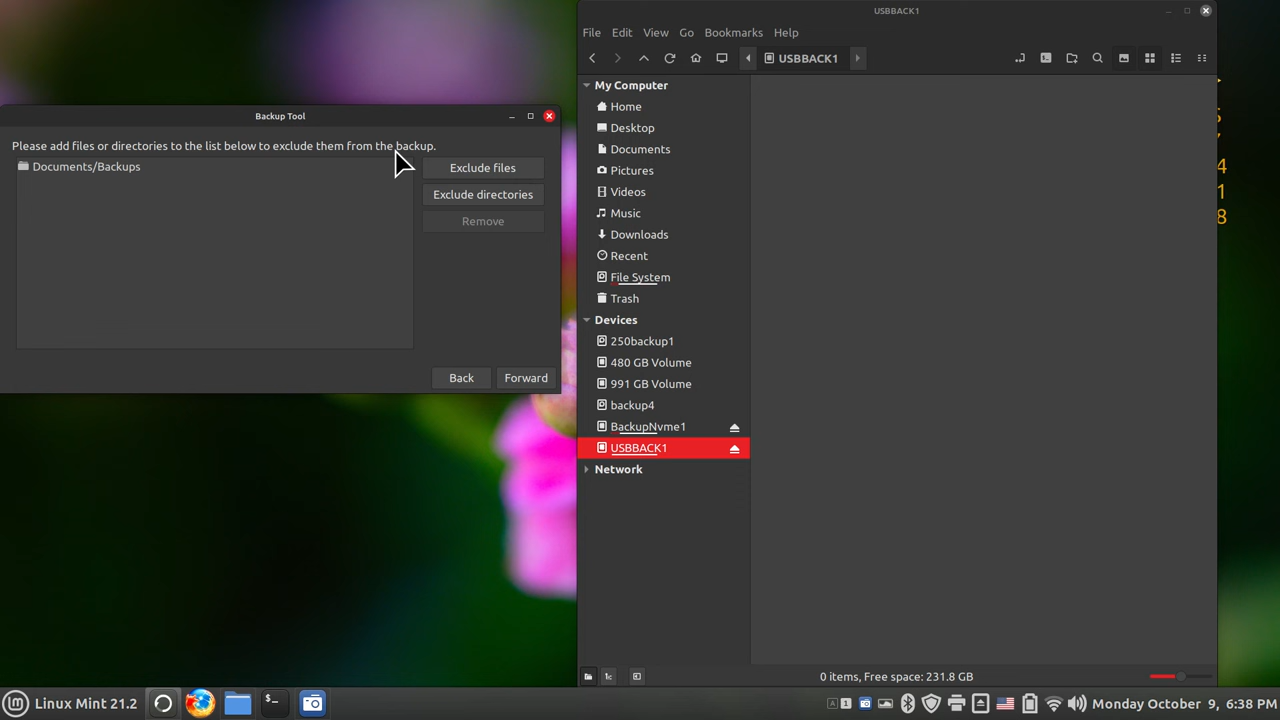 Backup Tool
Please add files or directories to the list below to exclude them from the backup.
Documents/Backups
Exclude files
Exclude directories
Remove
Back
Forward
USBBACK1
File Edit View Go Bookmarks Help
USBBACK1
My Computer
Home
Desktop
Documents
Pictures
Videos
Music
Downloads
Recent
File System
Trash
Devices
250backup1
480 GB Volume
991 GB Volume
backup4
BackupNvme1
USBBACK1
Network
0 items, Free space: 231.8 GB
4
1
8
Linux Mint 21.2
A 1
Monday October 9, 6:38 PM